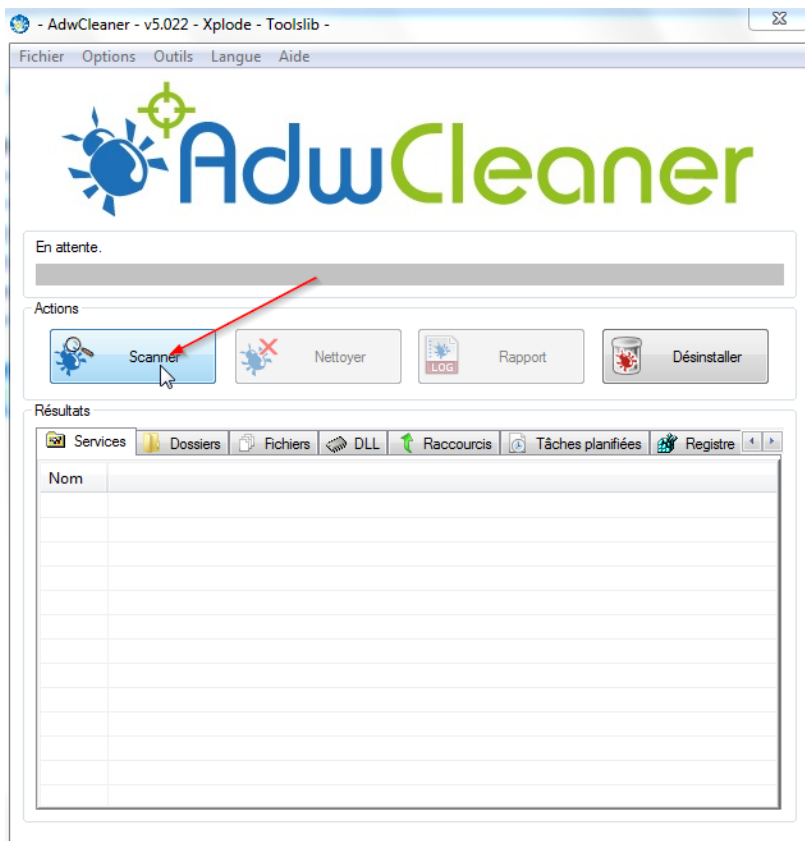 - AdwCleaner - v5.022 - Xplode - Toolslib -
Fichier Options Outils Langue Aide
AdwCleaner
En attente.
Actions
Scanner Nettoyer LOG Rapport Désinstaller
Résultats
Services Dossiers Fichiers DLL Raccourcis Tâches planifiées Registre
Nom